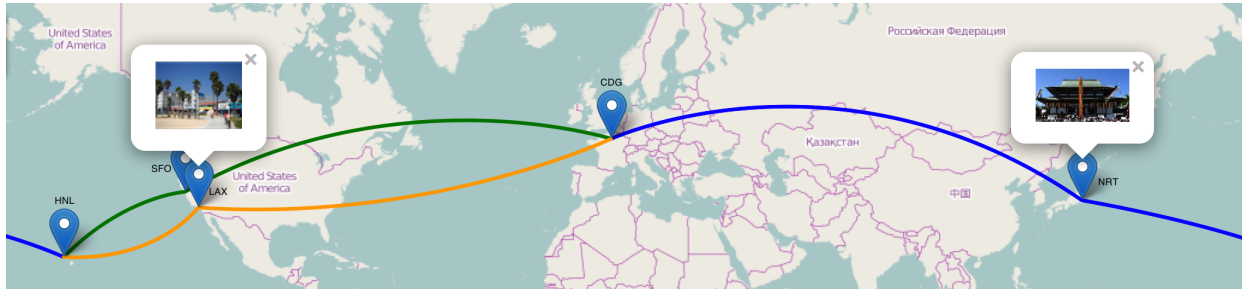 United States
of America
Российская Федерация
CDG
Қазақстан
SFO
United States
of America
LAX
中国
NRT
HNL